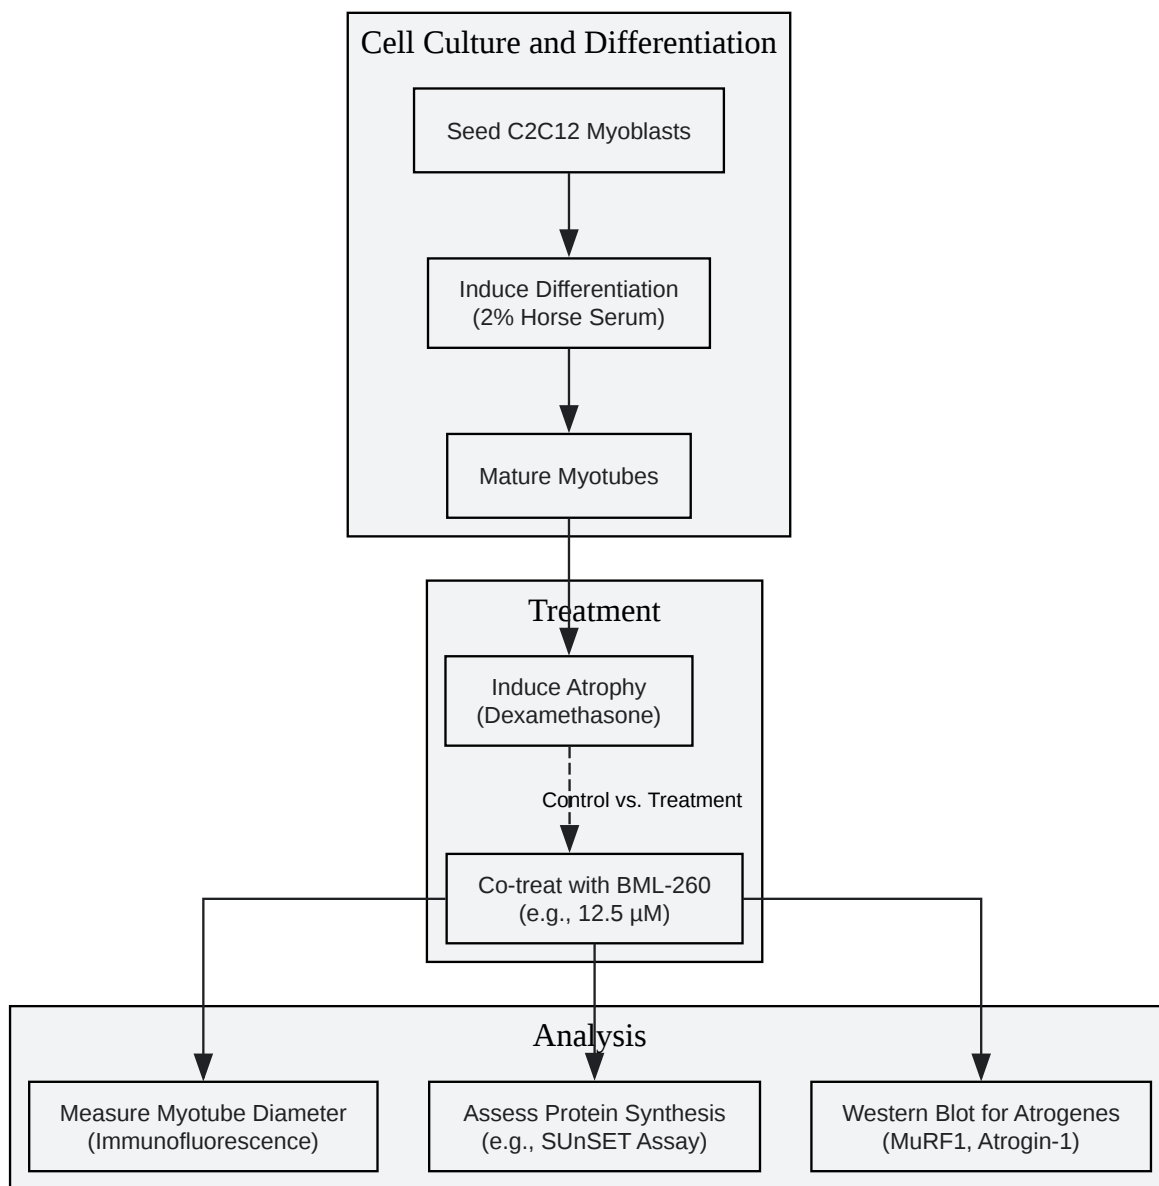 Cell Culture and Differentiation
Seed C2C12 Myoblasts
Induce Differentiation
(2% Horse Serum)
Mature Myotubes
Treatment
Induce Atrophy
(Dexamethasone)
Control vs. Treatment
Co-treat with BML-260
(e.g., 12.5 µM)
Analysis
Measure Myotube Diameter
(Immunofluorescence)
Assess Protein Synthesis
(e.g., SUnSET Assay)
Western Blot for Atrogenes
(MuRF1, Atrogin-1)